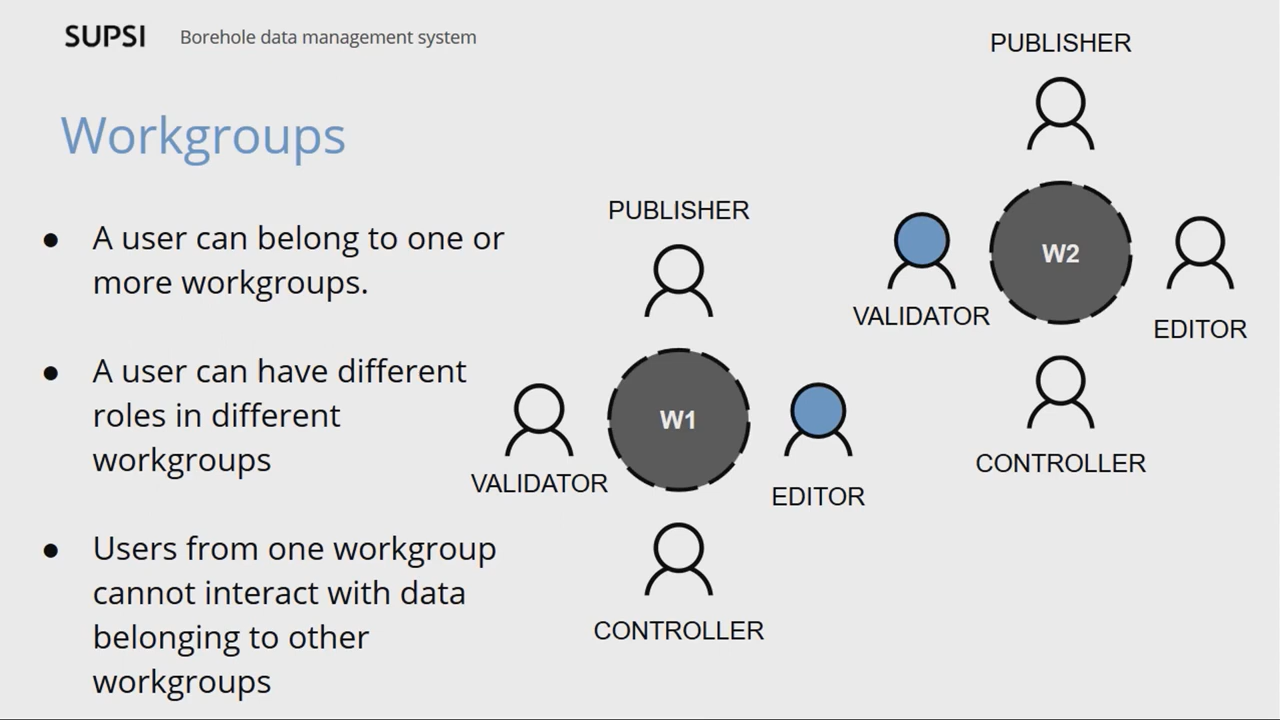 SUPSI Borehole data management system
Workgroups
● A user can belong to one or
more workgroups.
● A user can have different
roles in different
workgroups
● Users from one workgroup
cannot interact with data
belonging to other
workgroups
PUBLISHER
W1
VALIDATOR
EDITOR
CONTROLLER
PUBLISHER
W2
VALIDATOR
EDITOR
CONTROLLER